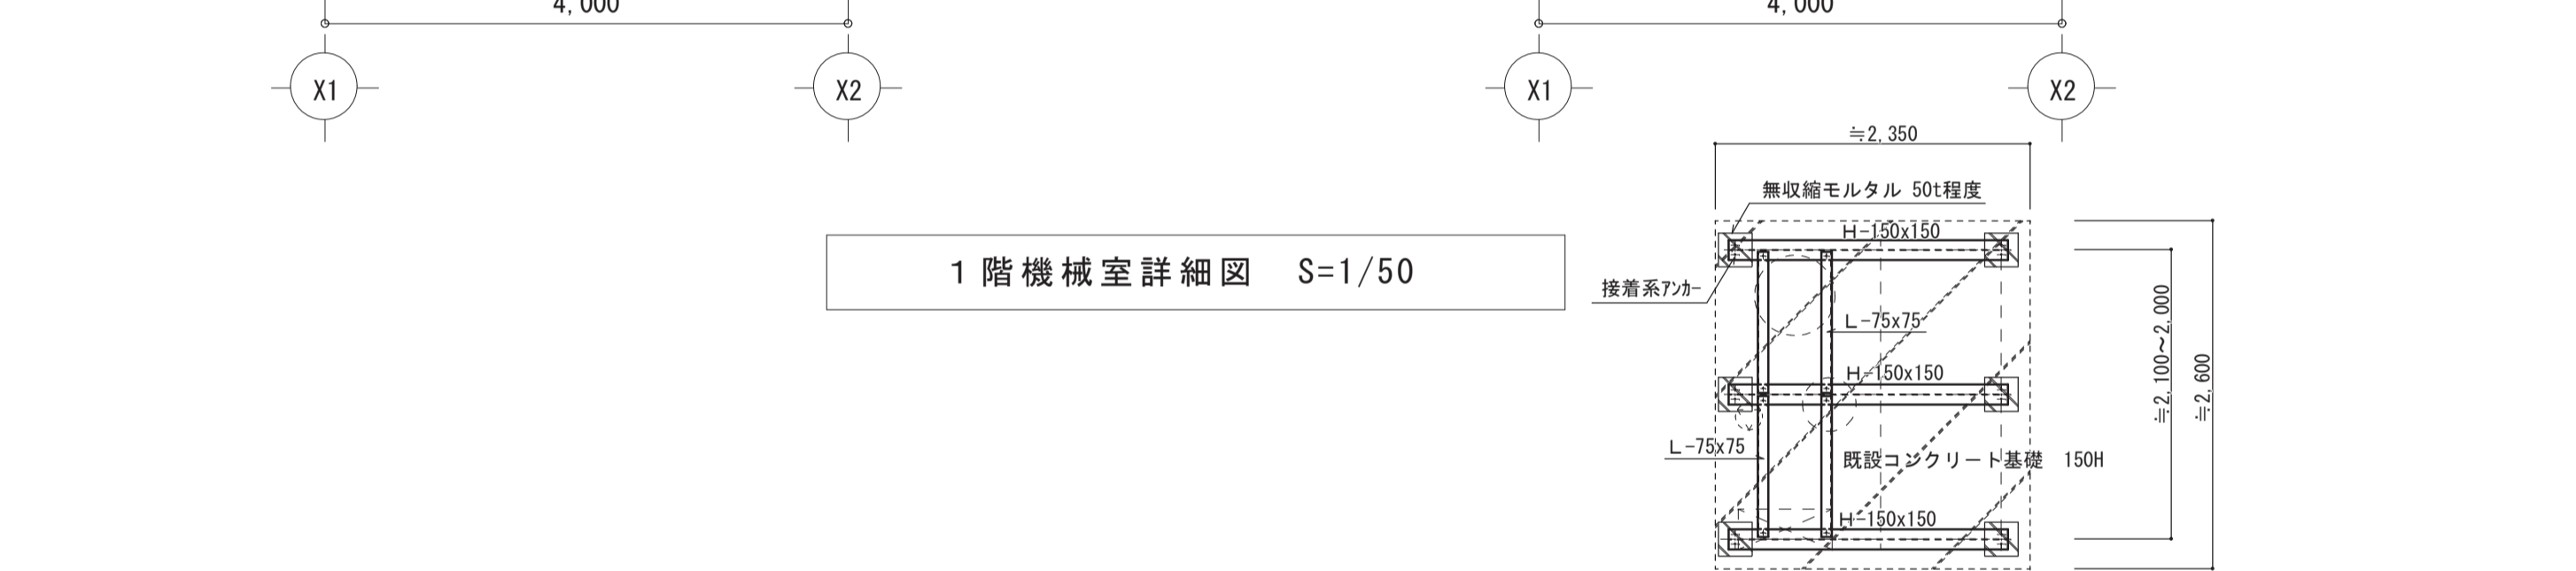 4,000
4,000
X1
X2
X1
X2
≒2,350
無収縮モルタル 50t程度
H-150x150
1階機械室詳細図 S=1/50
接着系ｱﾝｶｰ
L-75x75
≒2,100～2,000
≒2,600
H-150x150
L-75x75
既設コンクリート基礎 150H
H-150x150